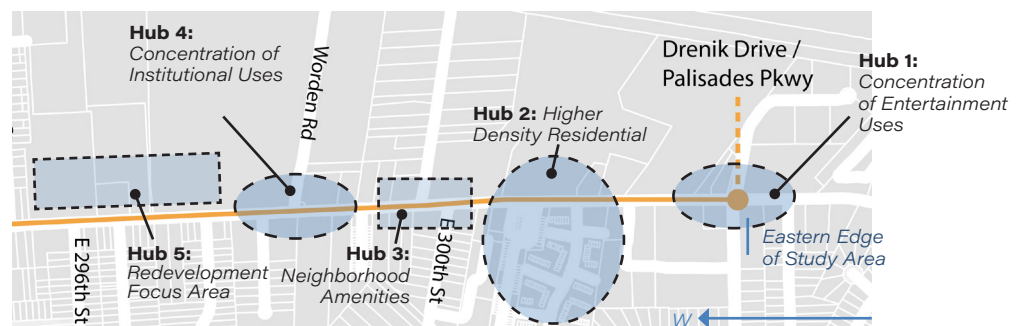 Hub 4:
Concentration of
Institutional Uses
Worden Rd
Drenik Drive /
Palisades Pkwy
Hub 1:
Concentration
of Entertainment
Uses
Hub 2: Higher
Density Residential
E 296th St
Hub 5:
Redevelopment
Focus Area
Hub 3:
Neighborhood
Amenities
E 300th St
Eastern Edge
of Study Area
W